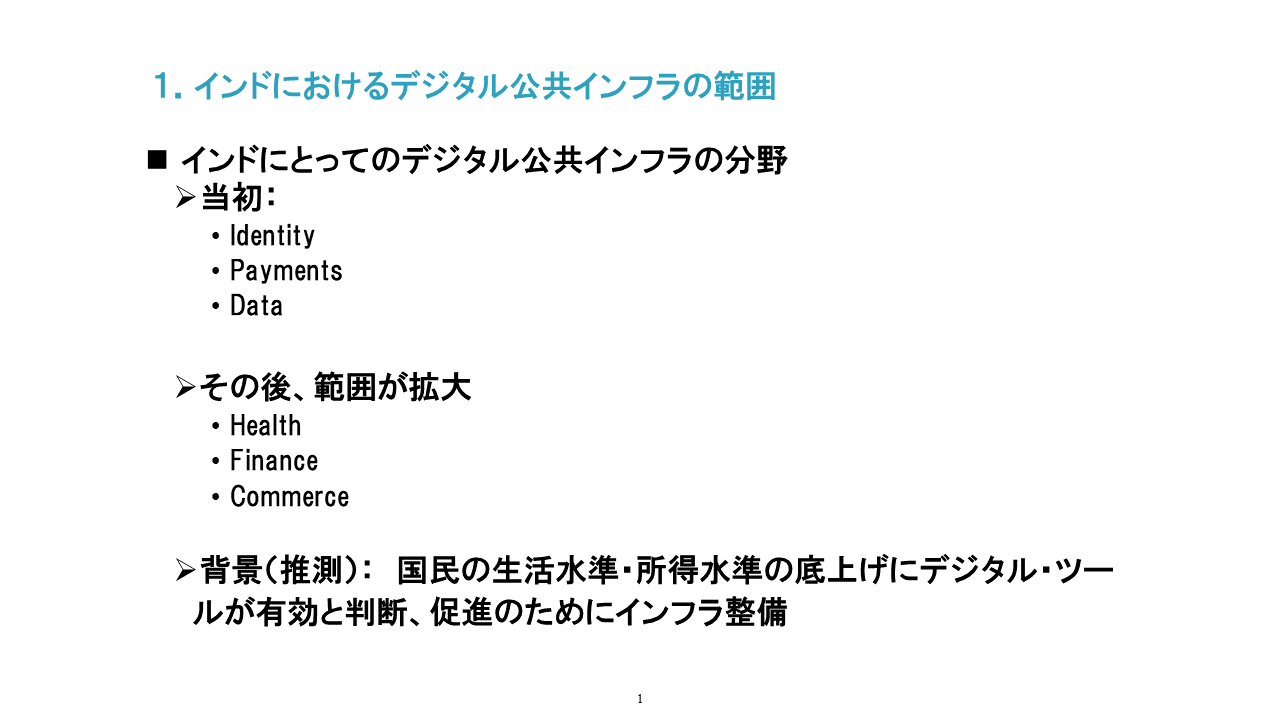 １．インドにおけるデジタル公共インフラの範囲
■ インドにとってのデジタル公共インフラの分野
➢当初：
• Identity
• Payments
• Data
➢その後、範囲が拡大
• Health
• Finance
• Commerce
➢背景（推測）：　国民の生活水準・所得水準の底上げにデジタル・ツー
ルが有効と判断、促進のためにインフラ整備
1